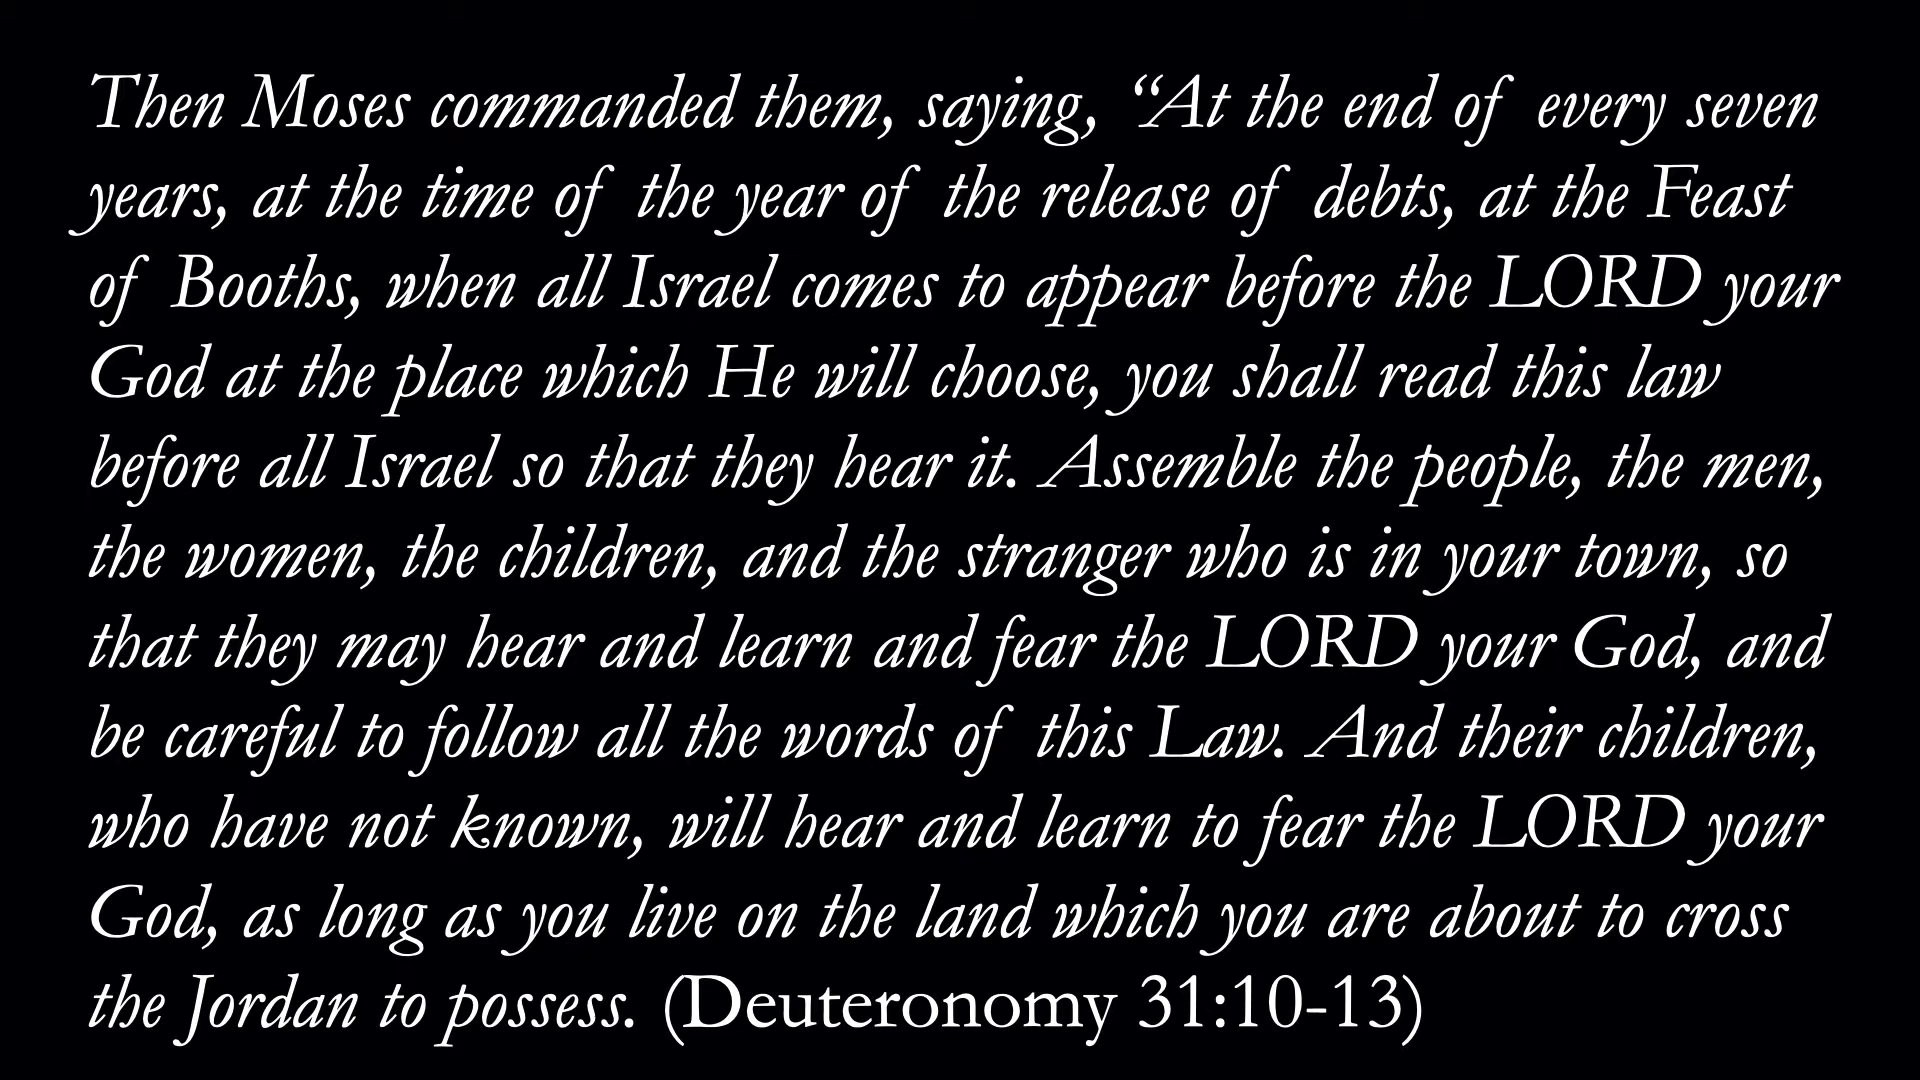 Then Moses commanded them, saying, “At the end of every seven
years, at the time of the year of the release of debts, at the Feast
of Booths, when all Israel comes to appear before the LORD your
God at the place which He will choose, you shall read this law
before all Israel so that they hear it. Assemble the people, the men,
the women, the children, and the stranger who is in your town, so
that they may hear and learn and fear the LORD your God, and
be careful to follow all the words of this Law. And their children,
who have not known, will hear and learn to fear the LORD your
God, as long as you live on the land which you are about to cross
the Jordan to possess. (Deuteronomy 31:10-13)